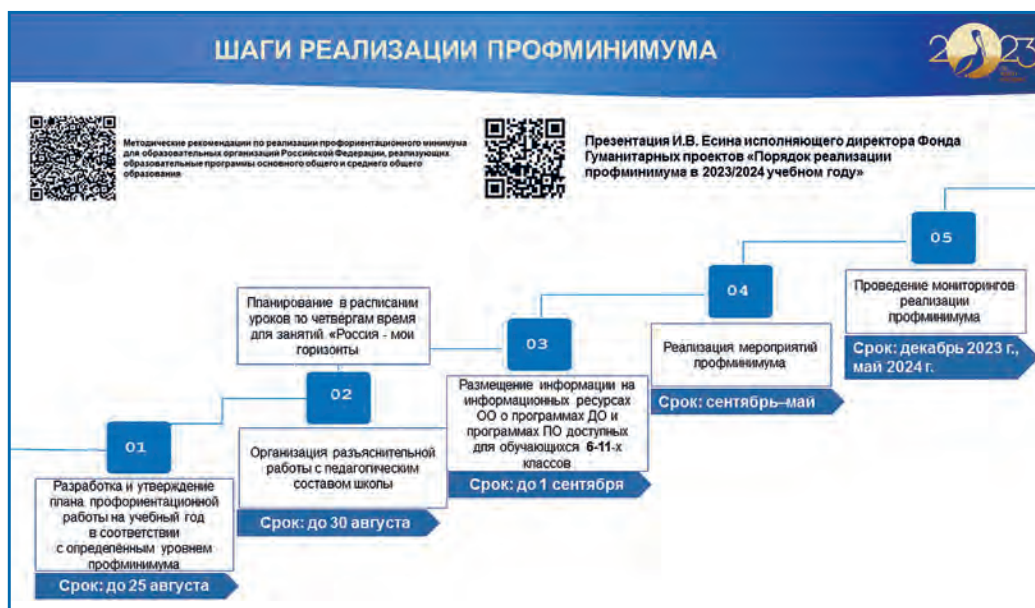 ШАГИ РЕАЛИЗАЦИИ ПРОФМИНИМУМА
2023
Методические рекомендации по реализации профориентационного минимума
для образовательных организаций Российской Федерации, реализующих
образовательные программы основного общего и среднего общего
образования
Презентация И.В. Есина исполняющего директора Фонда
Гуманитарных проектов «Порядок реализации
профминимума в 2023/2024 учебном году»
01
Разработка и утверждение
плана профориентационной
работы на учебный год
в соответствии
с определённым уровнем
профминимума
Срок: до 25 августа
Планирование в расписании
уроков по четвергам время
для занятий «Россия - мои
горизонты
02
Организация разъяснительной
работы с педагогическим
составом школы
Срок: до 30 августа
03
Размещение информации на
информационных ресурсах
ОО о программах ДО и
программах ПО доступных
для обучающихся 6-11-х
классов
Срок: до 1 сентября
04
Реализация мероприятий
профминимума
Срок: сентябрь–май
05
Проведение мониторингов
реализации
профминимума
Срок: декабрь 2023 г.,
май 2024 г.